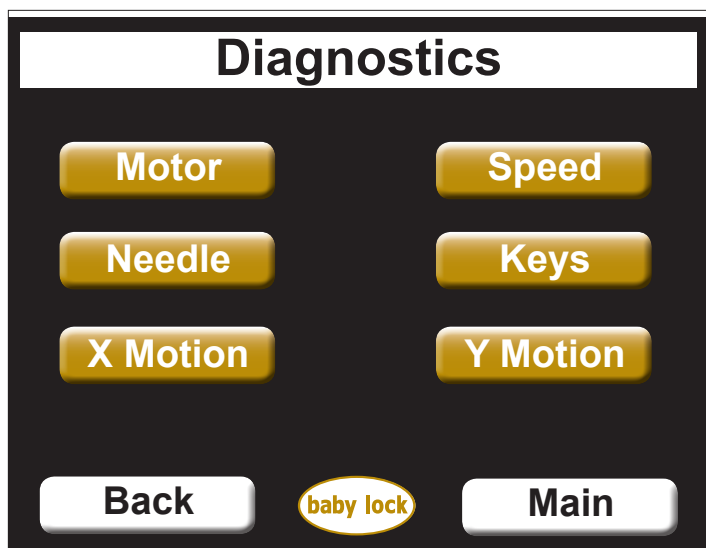 Diagnostics
Motor
Speed
Needle
Keys
X Motion
Y Motion
Back
baby lock
Main